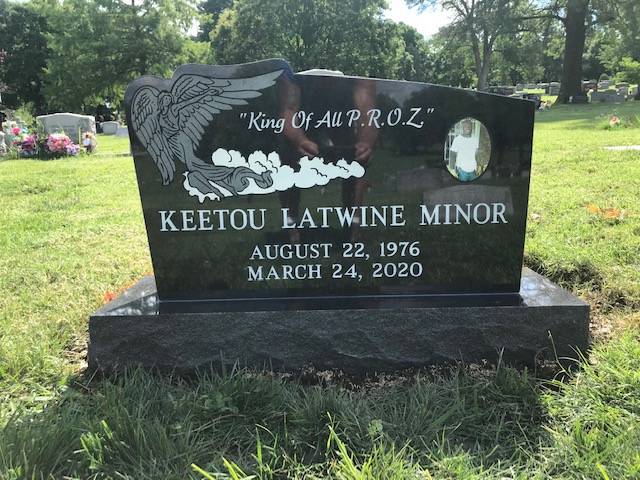 "King Of All P.R.O.Z."
KEETOU LATWINE MINOR
AUGUST 22, 1976
MARCH 24, 2020